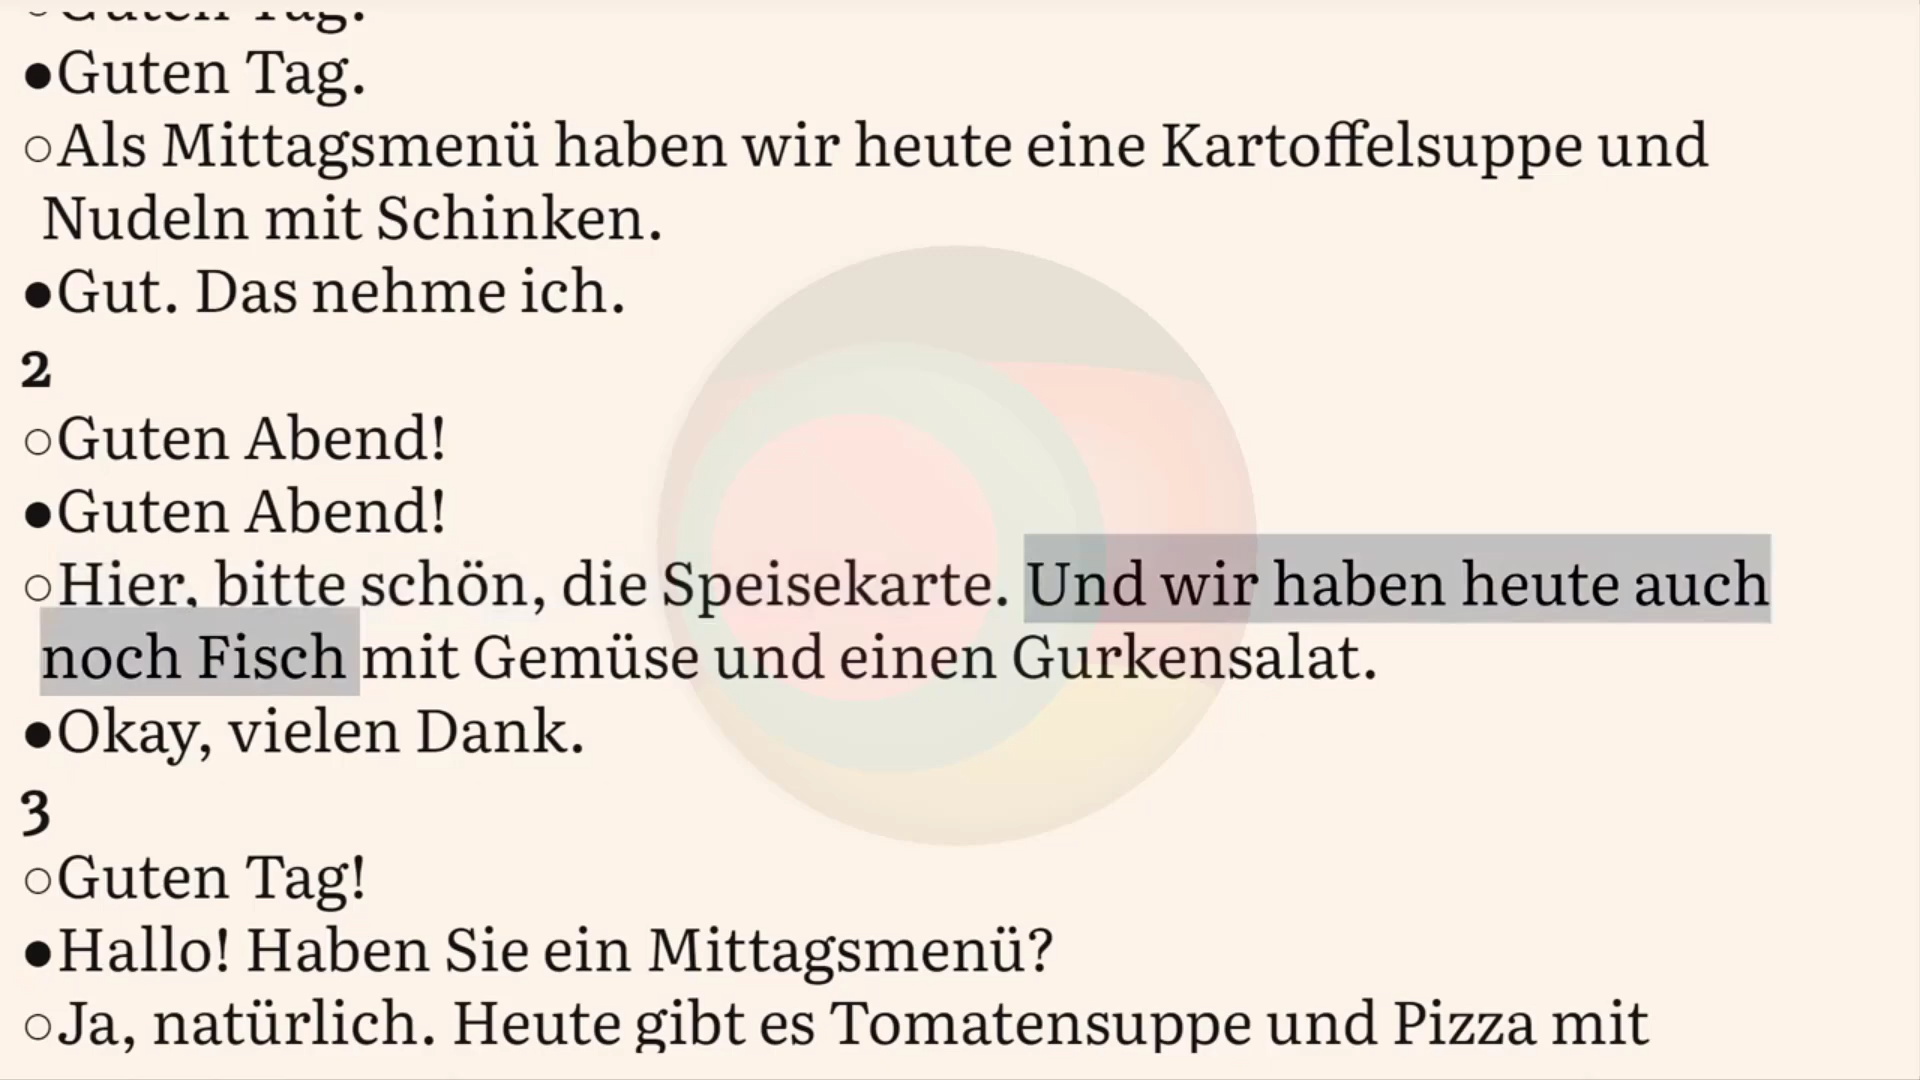 ○Guten Tag.
●Guten Tag.
○Als Mittagsmenü haben wir heute eine Kartoffelsuppe und
Nudeln mit Schinken.
●Gut. Das nehme ich.
2
○Guten Abend!
●Guten Abend!
○Hier, bitte schön, die Speisekarte. Und wir haben heute auch
noch Fisch mit Gemüse und einen Gurkensalat.
●Okay, vielen Dank.
3
○Guten Tag!
●Hallo! Haben Sie ein Mittagsmenü?
○Ja, natürlich. Heute gibt es Tomatensuppe und Pizza mit